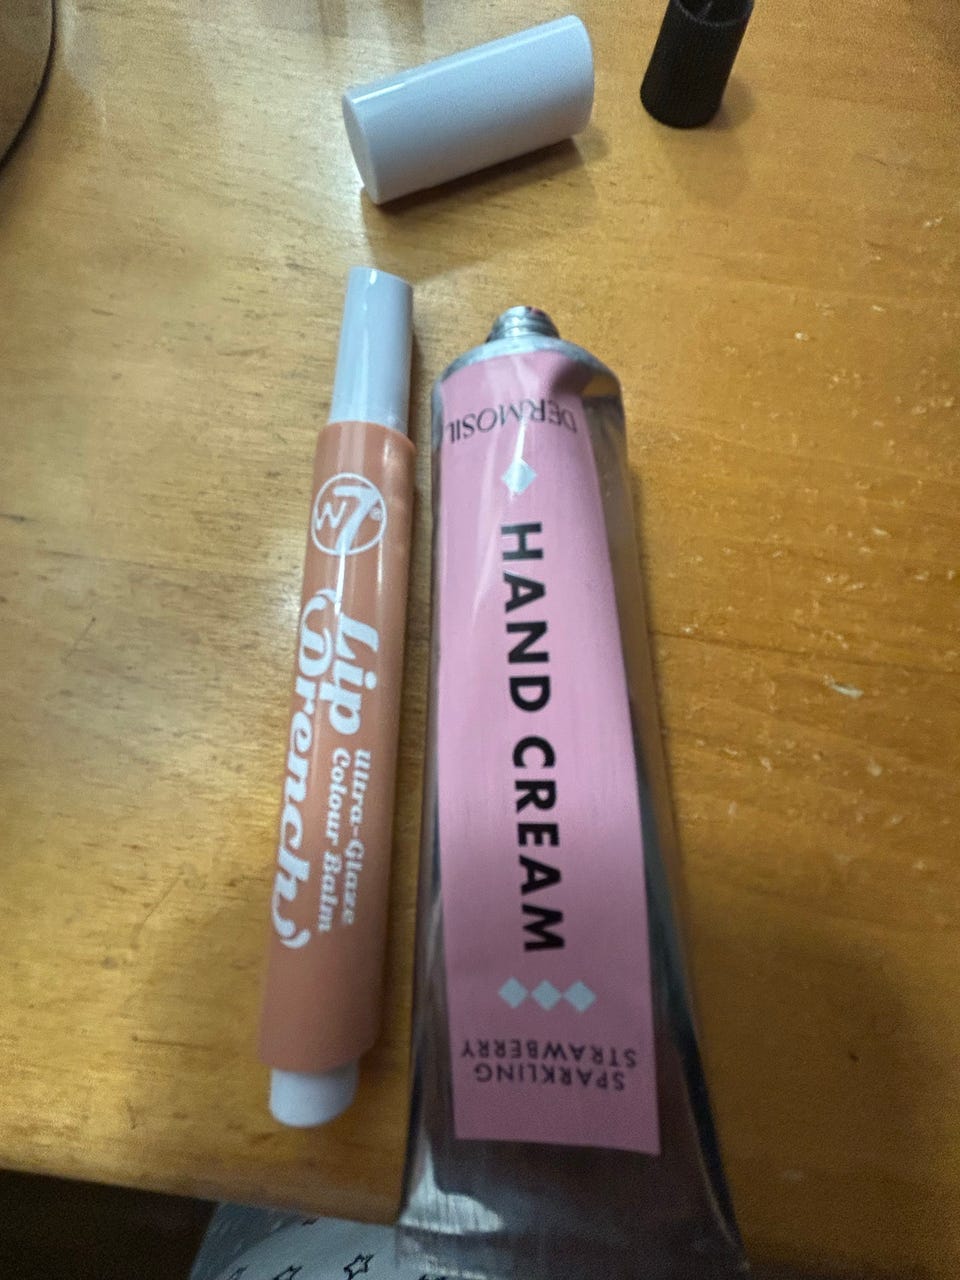 W7®
Lip
Drench
Ultra-Glaze
Colour Balm
DERMOSIL
HAND CREAM
SPARKLING
STRAWBERRY